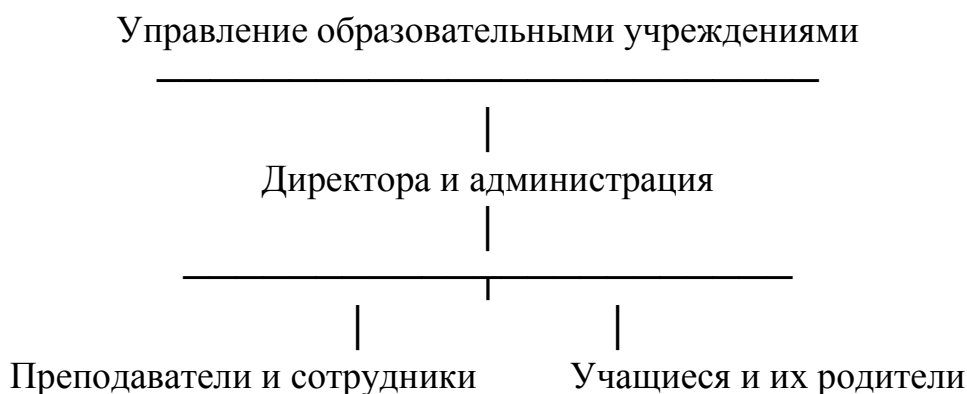 Управление образовательными учреждениями
Директора и администрация
Преподаватели и сотрудники Учащиеся и их родители